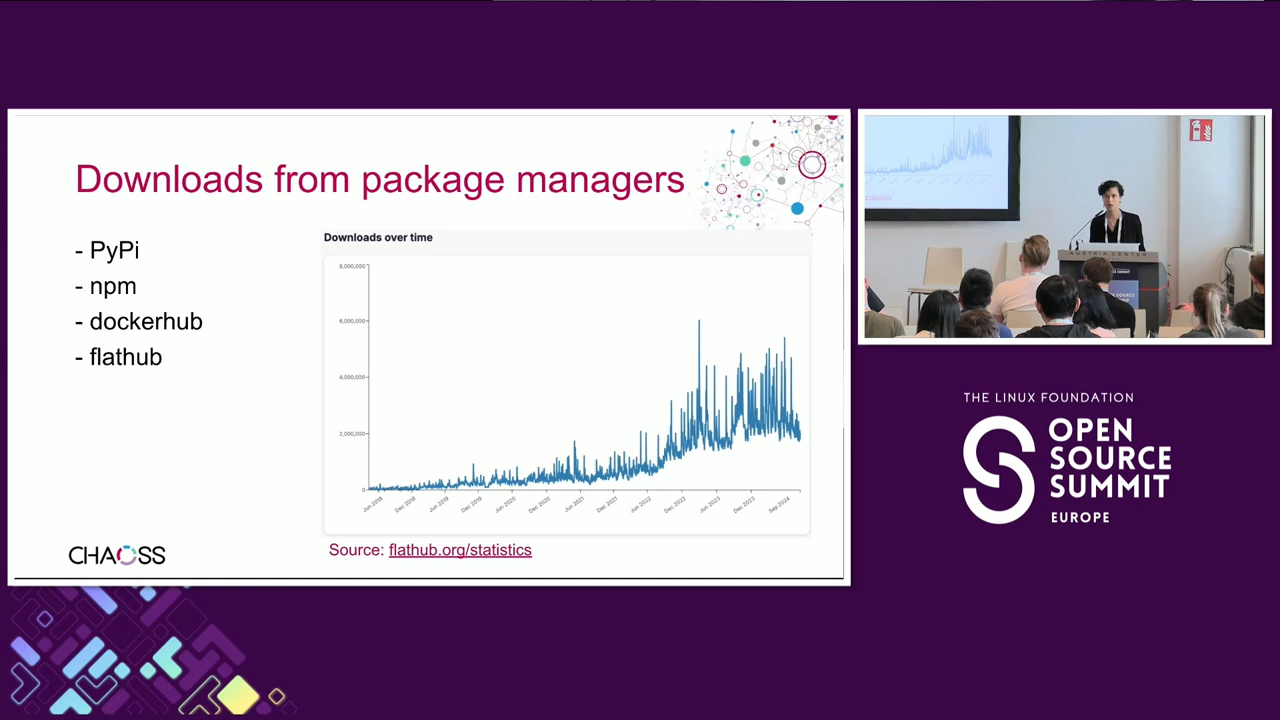 Downloads from package managers
- PyPi
- npm
- dockerhub
- flathub
Downloads over time
8,000,000
6,000,000
4,000,000
2,000,000
0
Jun 2018
Dec 2018
Jun 2019
Dec 2019
Jun 2020
Dec 2020
Jun 2021
Dec 2021
Jun 2022
Dec 2022
Jun 2023
Dec 2023
Sep 2024
Source: flathub.org/statistics
CHAOSS
AUSTRIA CENTER
THE LINUX FOUNDATION
OPEN
SOURCE
SUMMIT
EUROPE